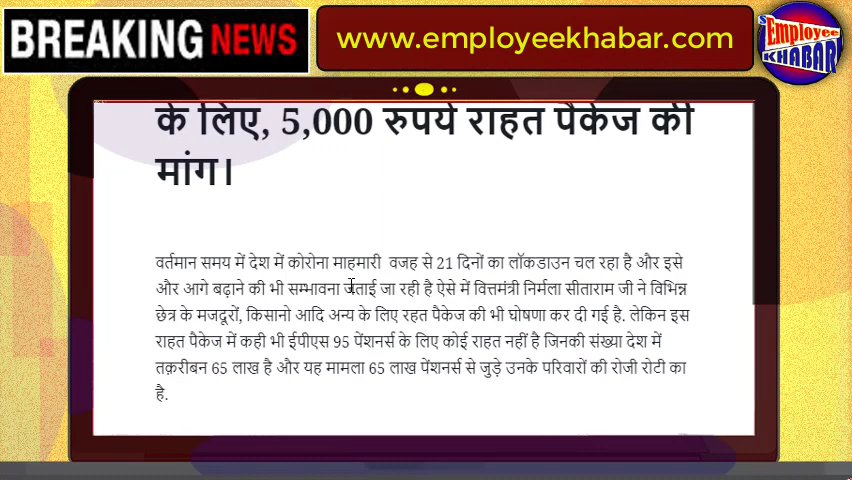 BREAKING NEWS
www.employeekhabar.com
Employee
KHABAR
के लिए, 5,000 रुपये राहत पैकेज की
मांग।
वर्तमान समय में देश में कोरोना माहमारी वजह से 21 दिनों का लॉकडाउन चल रहा है और इसे
और आगे बढ़ाने की भी सम्भावना जताई जा रही है ऐसे में वित्तमंत्री निर्मला सीताराम जी ने विभिन्न
छेत्र के मजदूरों, किसानो आदि अन्य के लिए रहत पैकेज की भी घोषणा कर दी गई है. लेकिन इस
राहत पैकेज में कही भी ईपीएस 95 पेंशनर्स के लिए कोई राहत नहीं है जिनकी संख्या देश में
तक़रीबन 65 लाख है और यह मामला 65 लाख पेंशनर्स से जुड़े उनके परिवारों की रोजी रोटी का
है.